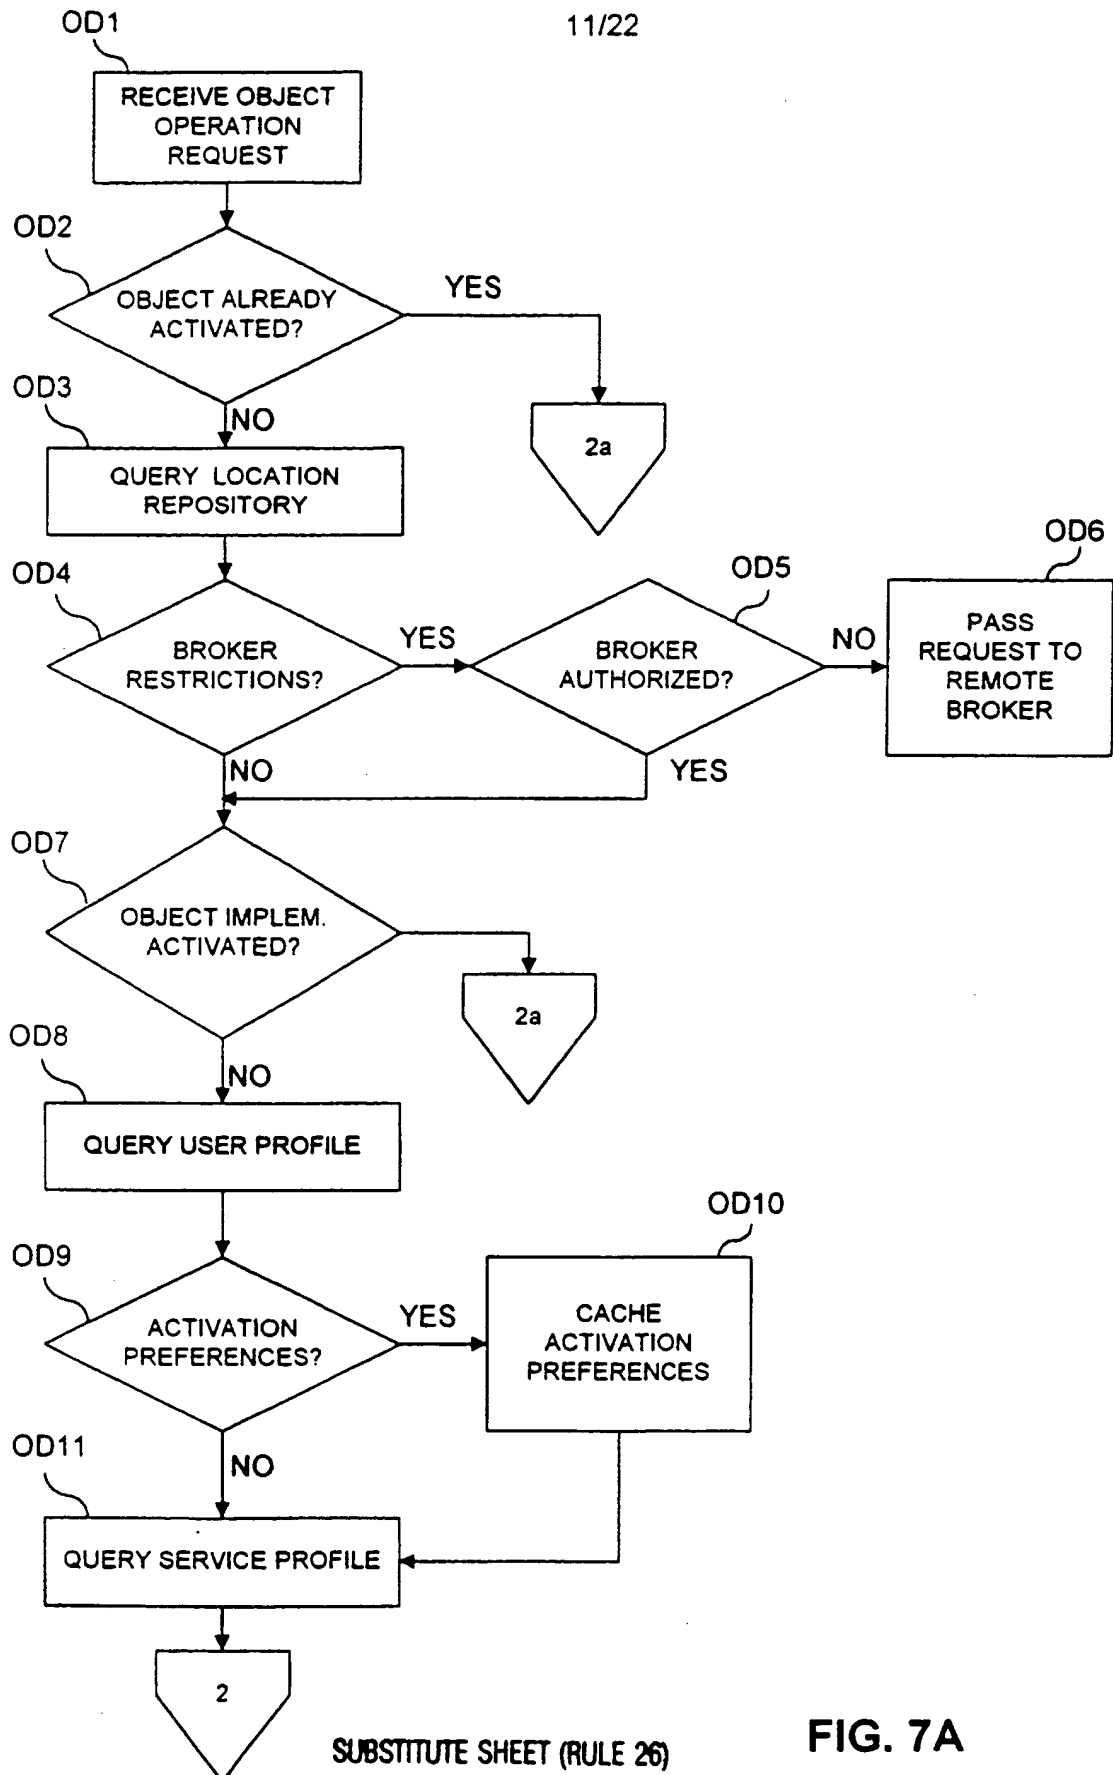 OD1
11/22
RECEIVE OBJECT
OPERATION
REQUEST
OD2
OBJECT ALREADY
ACTIVATED?
YES
2a
NO
OD3
QUERY LOCATION
REPOSITORY
OD4
BROKER
RESTRICTIONS?
YES
OD5
BROKER
AUTHORIZED?
NO
OD6
PASS
REQUEST TO
REMOTE
BROKER
NO
YES
OD7
OBJECT IMPLEM.
ACTIVATED?
2a
NO
OD8
QUERY USER PROFILE
OD9
ACTIVATION
PREFERENCES?
YES
OD10
CACHE
ACTIVATION
PREFERENCES
NO
OD11
QUERY SERVICE PROFILE
2
SUBSTITUTE SHEET (RULE 26)
FIG. 7A